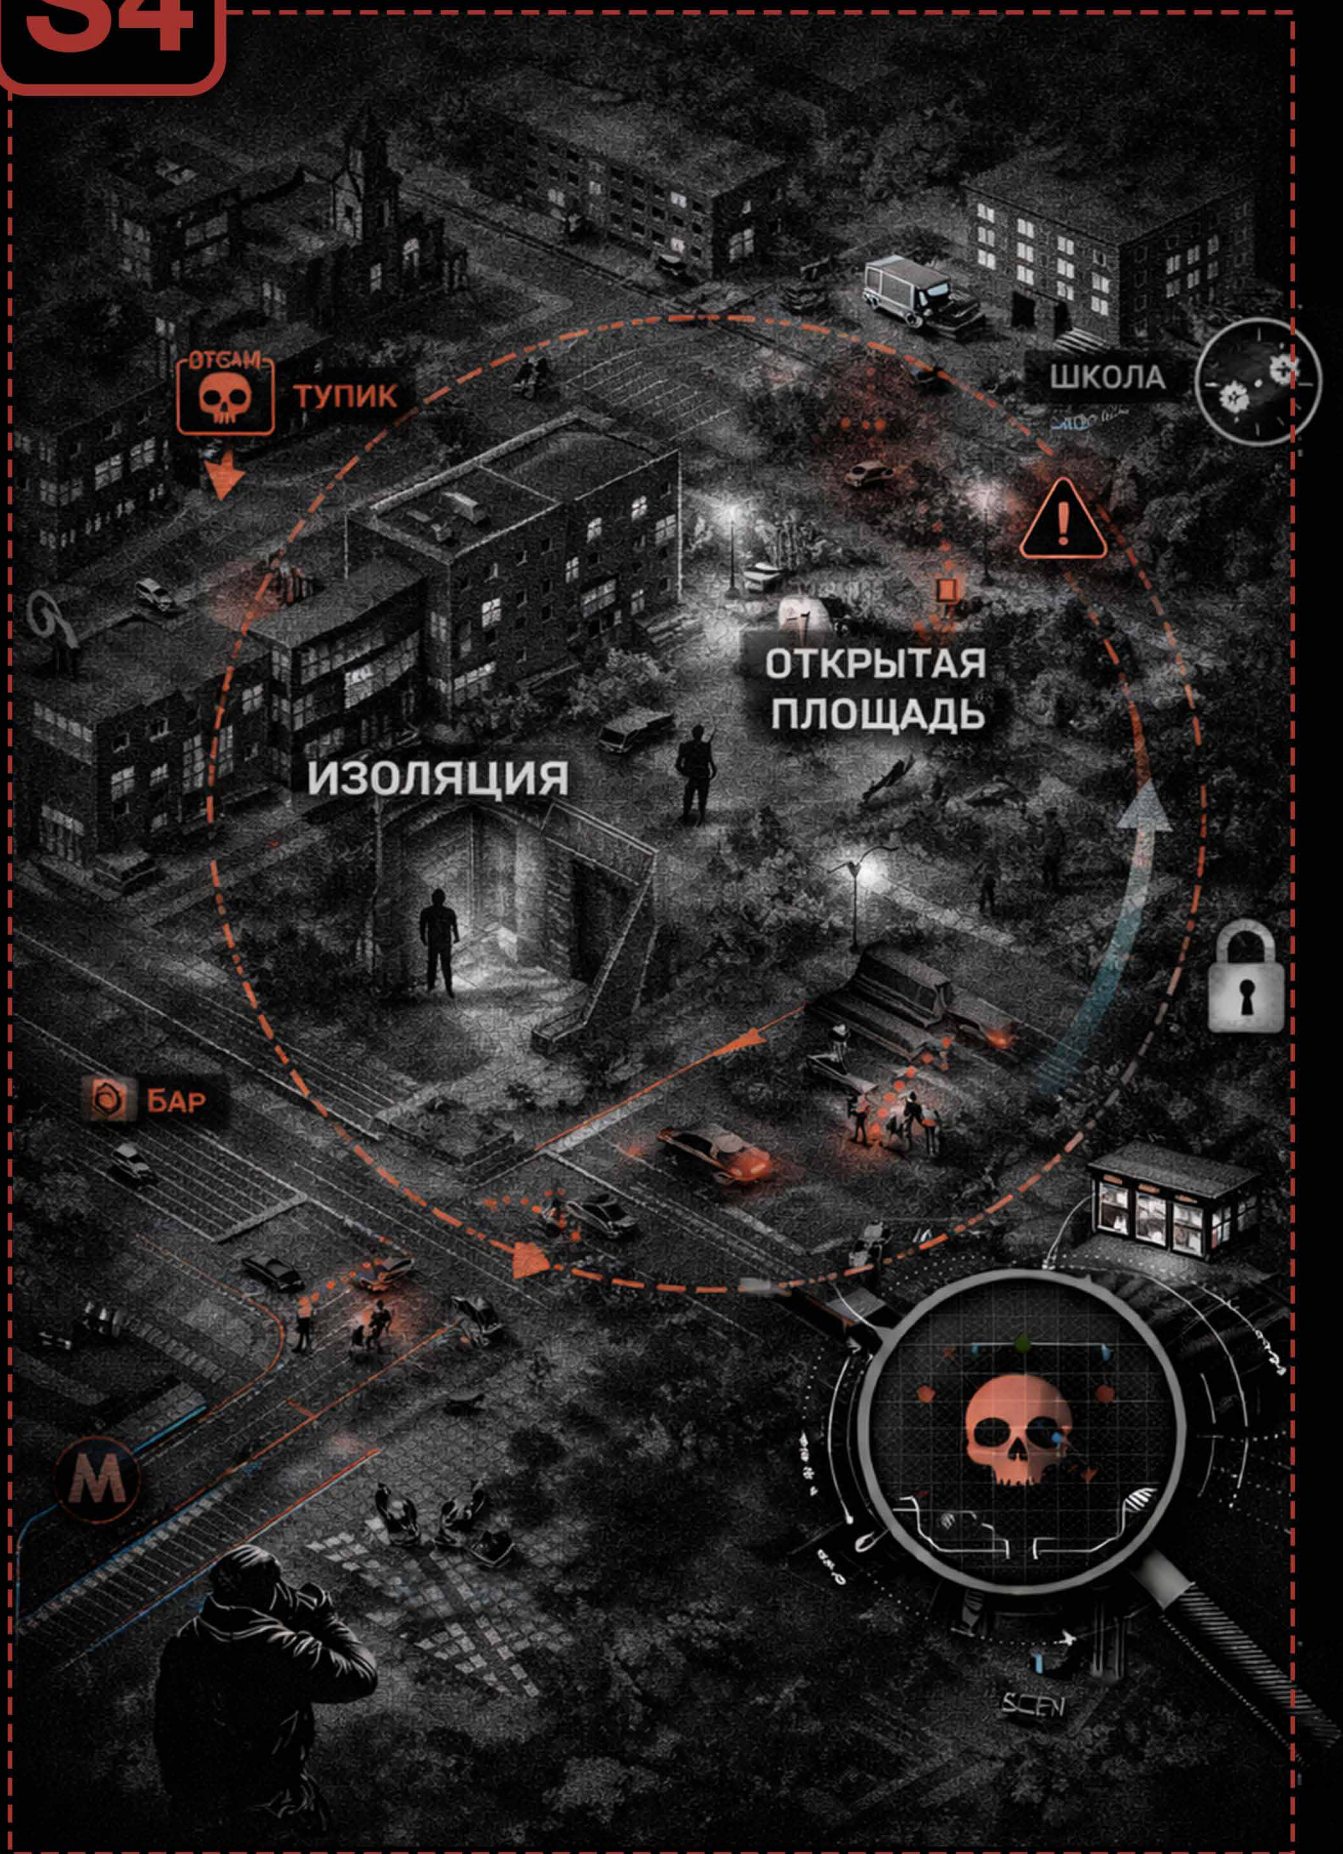 S4
ОТСАМ
ТУПИК
ШКОЛА
ОТКРЫТАЯ
ПЛОЩАДЬ
ИЗОЛЯЦИЯ
БАР
М
SCEN